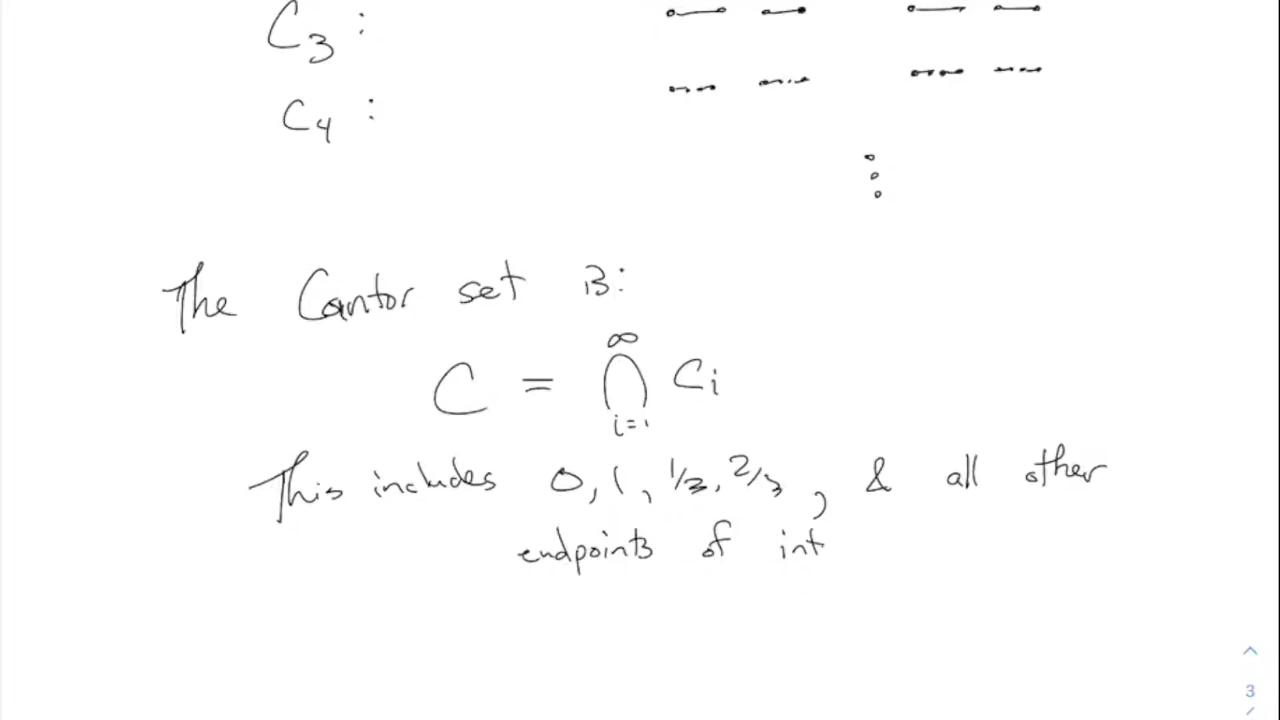 C₃ :
C₄ :
The Cantor set is:
C = ⋂_{i=1}^{∞} Cᵢ
This includes 0, 1, 1/3, 2/3, & all other
endpoints of int
3